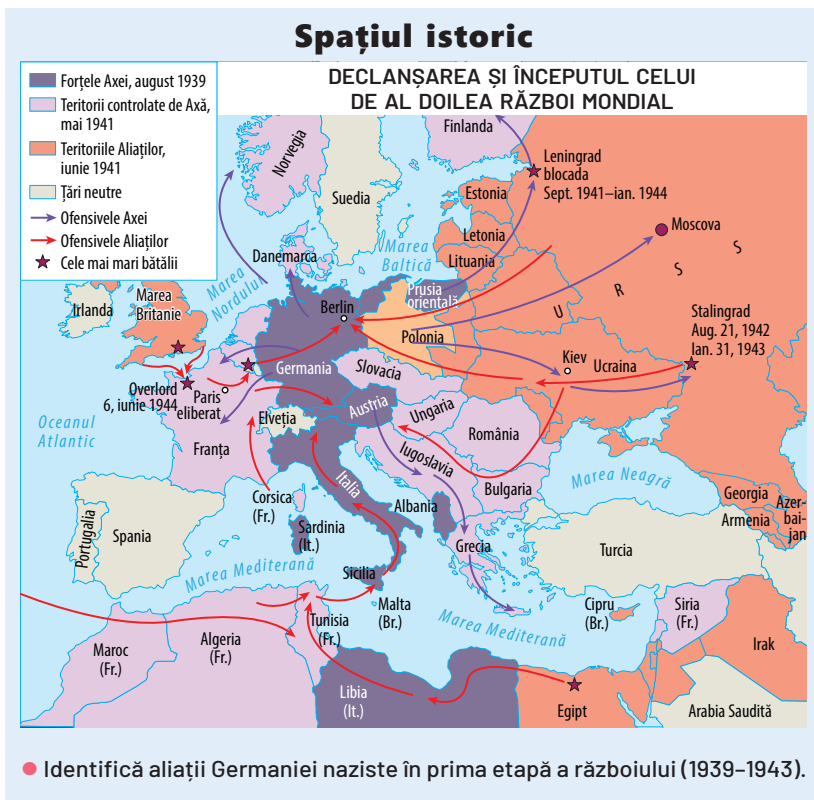 Spațiul istoric
DECLANȘAREA ȘI ÎNCEPUTUL CELUI
DE AL DOILEA RĂZBOI MONDIAL
Forțele Axei, august 1939
Teritorii controlate de Axă,
mai 1941
Teritoriile Aliaților,
iunie 1941
Țări neutre
Ofensivele Axei
Ofensivele Aliaților
Cele mai mari bătălii
Norvegia
Suedia
Finlanda
Leningrad
blocada
Sept. 1941–ian. 1944
Estonia
Letonia
Lituania
Moscova
U R S S
Danemarca
Marea
Baltică
Marea
Nordului
Prusia
orientală
Irlanda
Marea
Britanie
Berlin
Polonia
Stalingrad
Aug. 21, 1942
Ian. 31, 1943
Kiev
Ucraina
Germania
Slovacia
Overlord
6, iunie 1944
Paris
eliberat
Elveția
Austria
Ungaria
Oceanul
Atlantic
Franța
România
Iugoslavia
Marea Neagră
Bulgaria
Italia
Albania
Georgia
Armenia
Azer-
bai-
jan
Corsica
(Fr.)
Sardinia
(It.)
Portugalia
Spania
Grecia
Turcia
Marea Mediterană
Sicilia
Malta
(Br.)
Tunisia
(Fr.)
Marea Mediterană
Cipru
(Br.)
Siria
(Fr.)
Maroc
(Fr.)
Algeria
(Fr.)
Irak
Libia
(It.)
Egipt
Arabia Saudită
Identifică aliații Germaniei naziste în prima etapă a războiului (1939–1943).